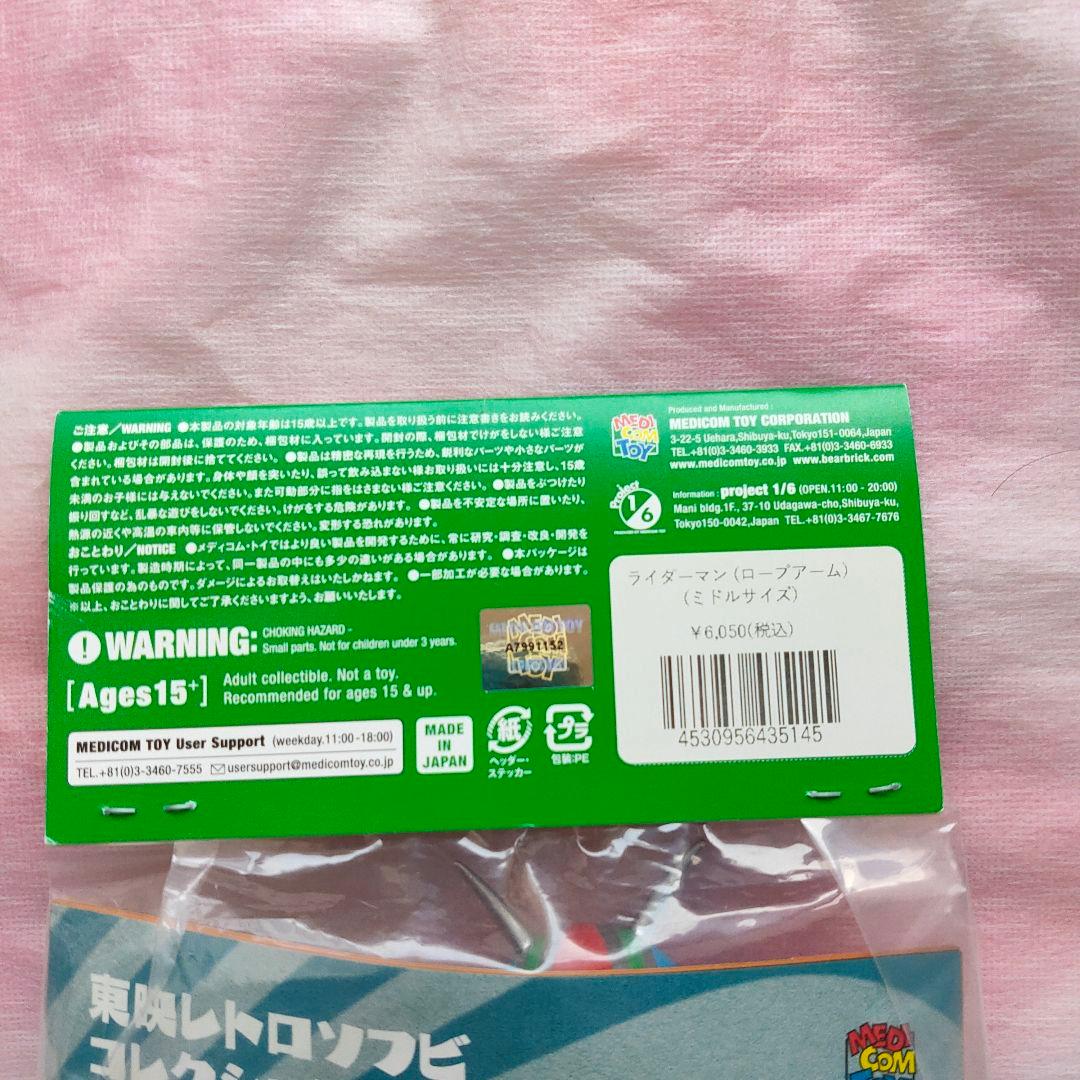 ご注意／WARNING ●本製品の対象年齢は15歳以上です。製品を取り扱う前に注意書きをお読みください。
●製品およびその部品は、保護のため、梱包材に入っています。開封の際、梱包材でけがをしない様ご注意
ください。梱包材は開封後に捨ててください。 ●製品は精密な再現を行うため、鋭利なパーツや小さなパーツが
含まれている場合があります。身体や顔を突いたり、誤って飲み込まない様お取り扱いには十分注意し、15歳
未満のお子様には与えないでください。また可動部分に指をはさまない様ご注意ください。 ●製品をぶつけたり
振り回すなど、乱暴な遊びをしないでください。けがをする危険があります。 ●製品を不安定な場所に置いたり、
熱源の近くや高温の車内等に保管しないでください。変形する恐れがあります。
おことわり／NOTICE ●メディコム・トイではより良い製品を開発するために、常に研究・調査・改良・開発を
行っています。製造時期によって、同一製品の中にも多少の違いがある場合があります。 ●本パッケージは
製品保護の為のものです。ダメージによるお取替えはいたしかねます。 ●一部加工が必要な場合があります。
※以上、おことわりに関してご了承くださいますよう、お願いいたします。
WARNING: CHOKING HAZARD -
Small parts. Not for children under 3 years.
[Ages15+] Adult collectible. Not a toy.
Recommended for ages 15 & up.
MEDICOM TOY User Support (weekday.11:00-18:00)
TEL.+81(0)3-3460-7555 usersupport@medicomtoy.co.jp
MADE
IN
JAPAN
紙
ヘッダー・
ステッカー
プラ
包装:PE
A7991152
MEDI
COM
TOY
Produced and Manufactured :
MEDICOM TOY CORPORATION
3-22-5 Uehara,Shibuya-ku,Tokyo151-0064,Japan
TEL.+81(0)3-3460-3933 FAX.+81(0)3-3460-6933
www.medicomtoy.co.jp www.bearbrick.com
Project
1/6
PRODUCED BY MEDICOM TOY
Information : project 1/6 (OPEN.11:00 - 20:00)
Mani bldg.1F., 37-10 Udagawa-cho,Shibuya-ku,
Tokyo150-0042,Japan TEL.+81(0)3-3467-7676
ライダーマン(ロープアーム)
(ミドルサイズ)
¥6,050(税込)
4530956435145
東映レトロソフビ
コレクション
MEDI
COM